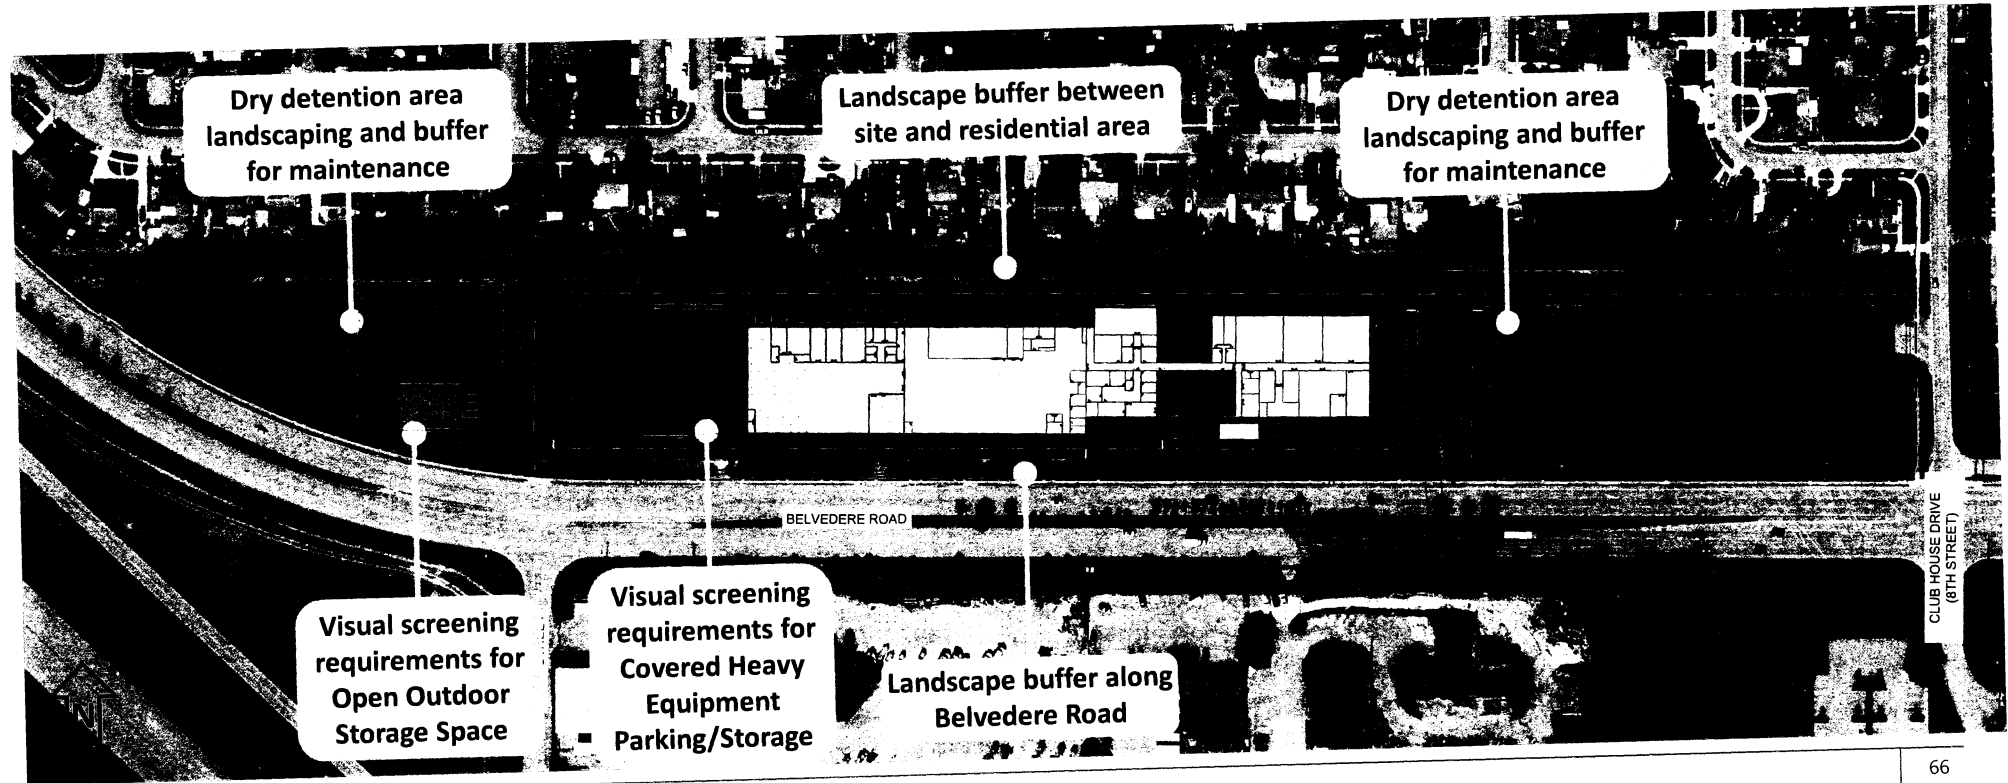 Dry detention area
landscaping and buffer
for maintenance
Landscape buffer between
site and residential area
Dry detention area
landscaping and buffer
for maintenance
BELVEDERE ROAD
CLUB HOUSE DRIVE
(8TH STREET)
Visual screening
requirements for
Open Outdoor
Storage Space
Visual screening
requirements for
Covered Heavy
Equipment
Parking/Storage
Landscape buffer along
Belvedere Road
N
66